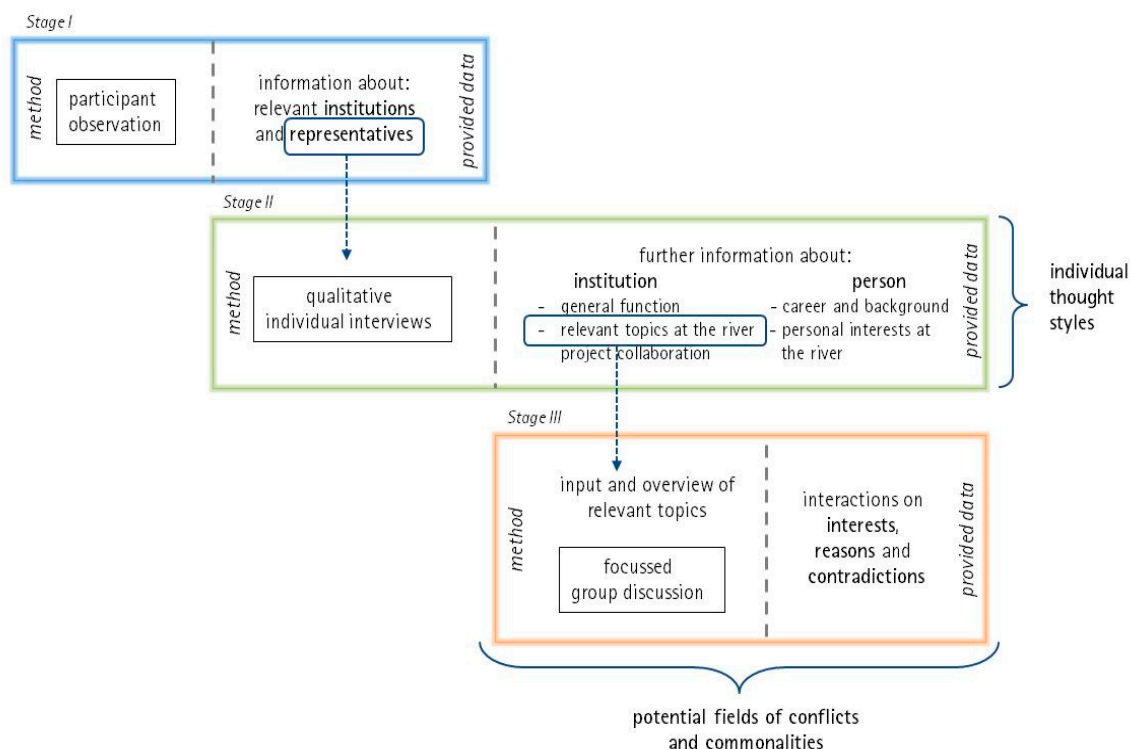 Stage I
method
participant
observation
information about:
relevant institutions
and representatives
provided data
Stage II
method
qualitative
individual interviews
further information about:
institution
- general function
- relevant topics at the river
project collaboration
person
- career and background
- personal interests at
the river
provided data
individual
thought
styles
Stage III
method
input and overview of
relevant topics
focussed
group discussion
interactions on
interests,
reasons and
contradictions
provided data
potential fields of conflicts
and commonalities